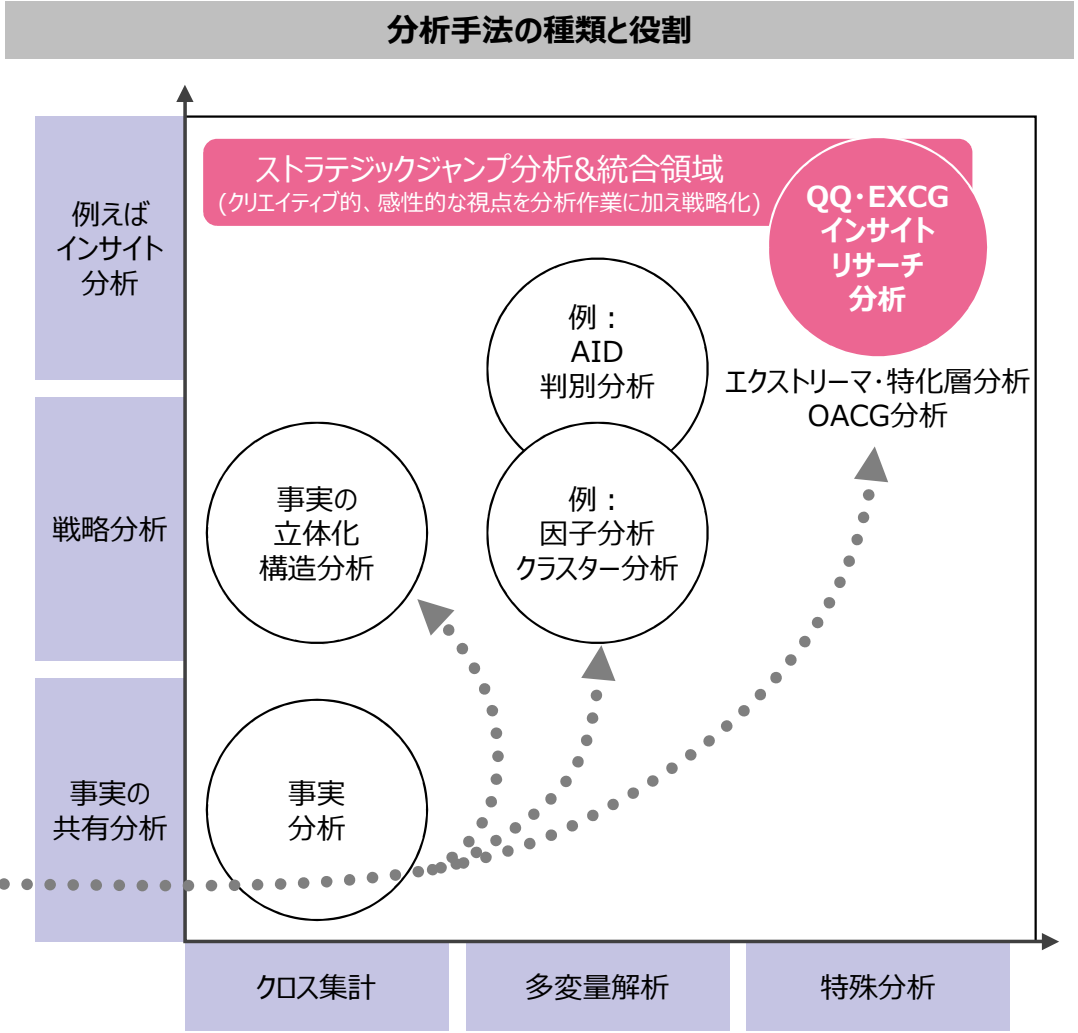 分析手法の種類と役割
ストラテジックジャンプ分析&統合領域
(クリエイティブ的、感性的な視点を分析作業に加え戦略化)
QQ･EXCG
インサイト
リサーチ
分析
例えば
インサイト
分析
例：
AID
判別分析
エクストリーマ･特化層分析
OACG分析
戦略分析
事実の
立体化
構造分析
例：
因子分析
クラスター分析
事実の
共有分析
事実
分析
クロス集計
多変量解析
特殊分析